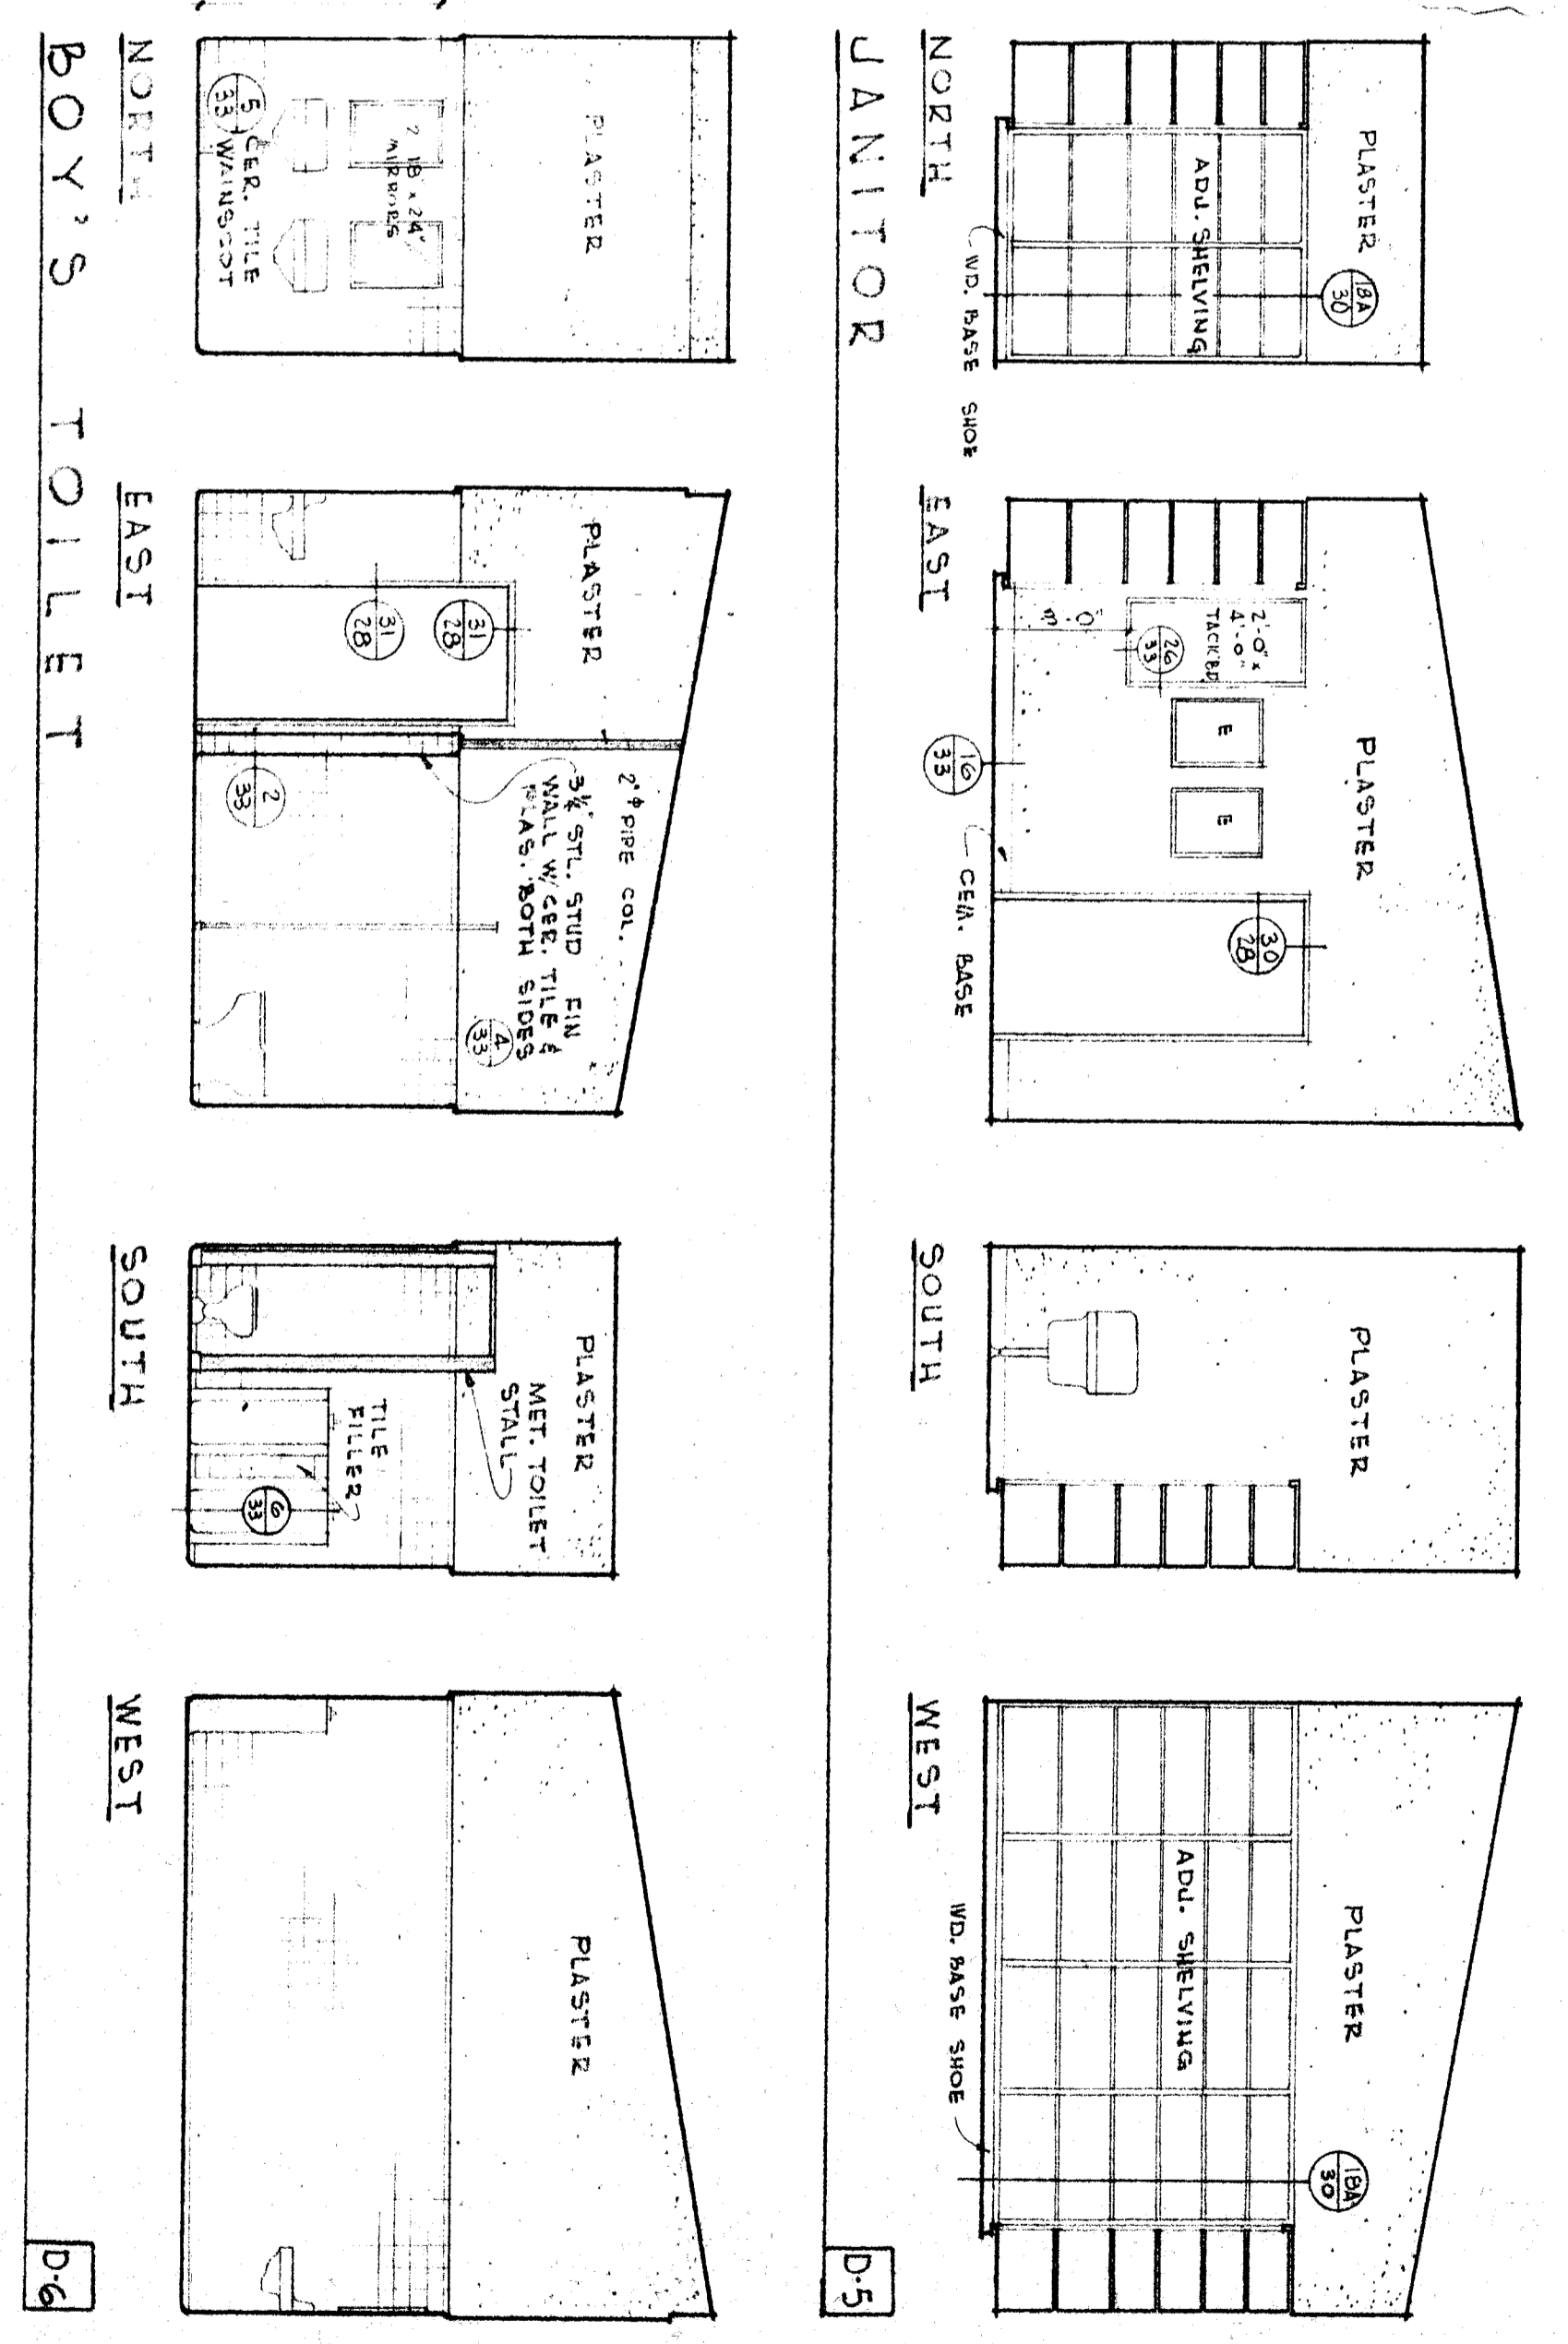 PLASTER
18A
30
ADJ. SHELVING
WD. BASE SHOE
NORTH
PLASTER
2'-0" x
4'-0"
TACK BD.
26
33
3'-0"
E
E
30
28
16
33
CEM. BASE
EAST
PLASTER
SOUTH
PLASTER
ADJ. SHELVING
18A
30
WD. BASE SHOE
WEST
JANITOR
D-5
PLASTER
2 18 x 24"
MIRRORS
5
33
CER. TILE
WAINSCOT
NORTH
PLASTER
31
28
31
28
2"φ PIPE COL.
3¼" STL. STUD FIN
WALL W/ CER. TILE &
PLAS. BOTH SIDES
4
33
2
33
EAST
PLASTER
MET. TOILET
STALL
TILE
FILLER
6
33
SOUTH
PLASTER
WEST
BOY'S TOILET
D-6